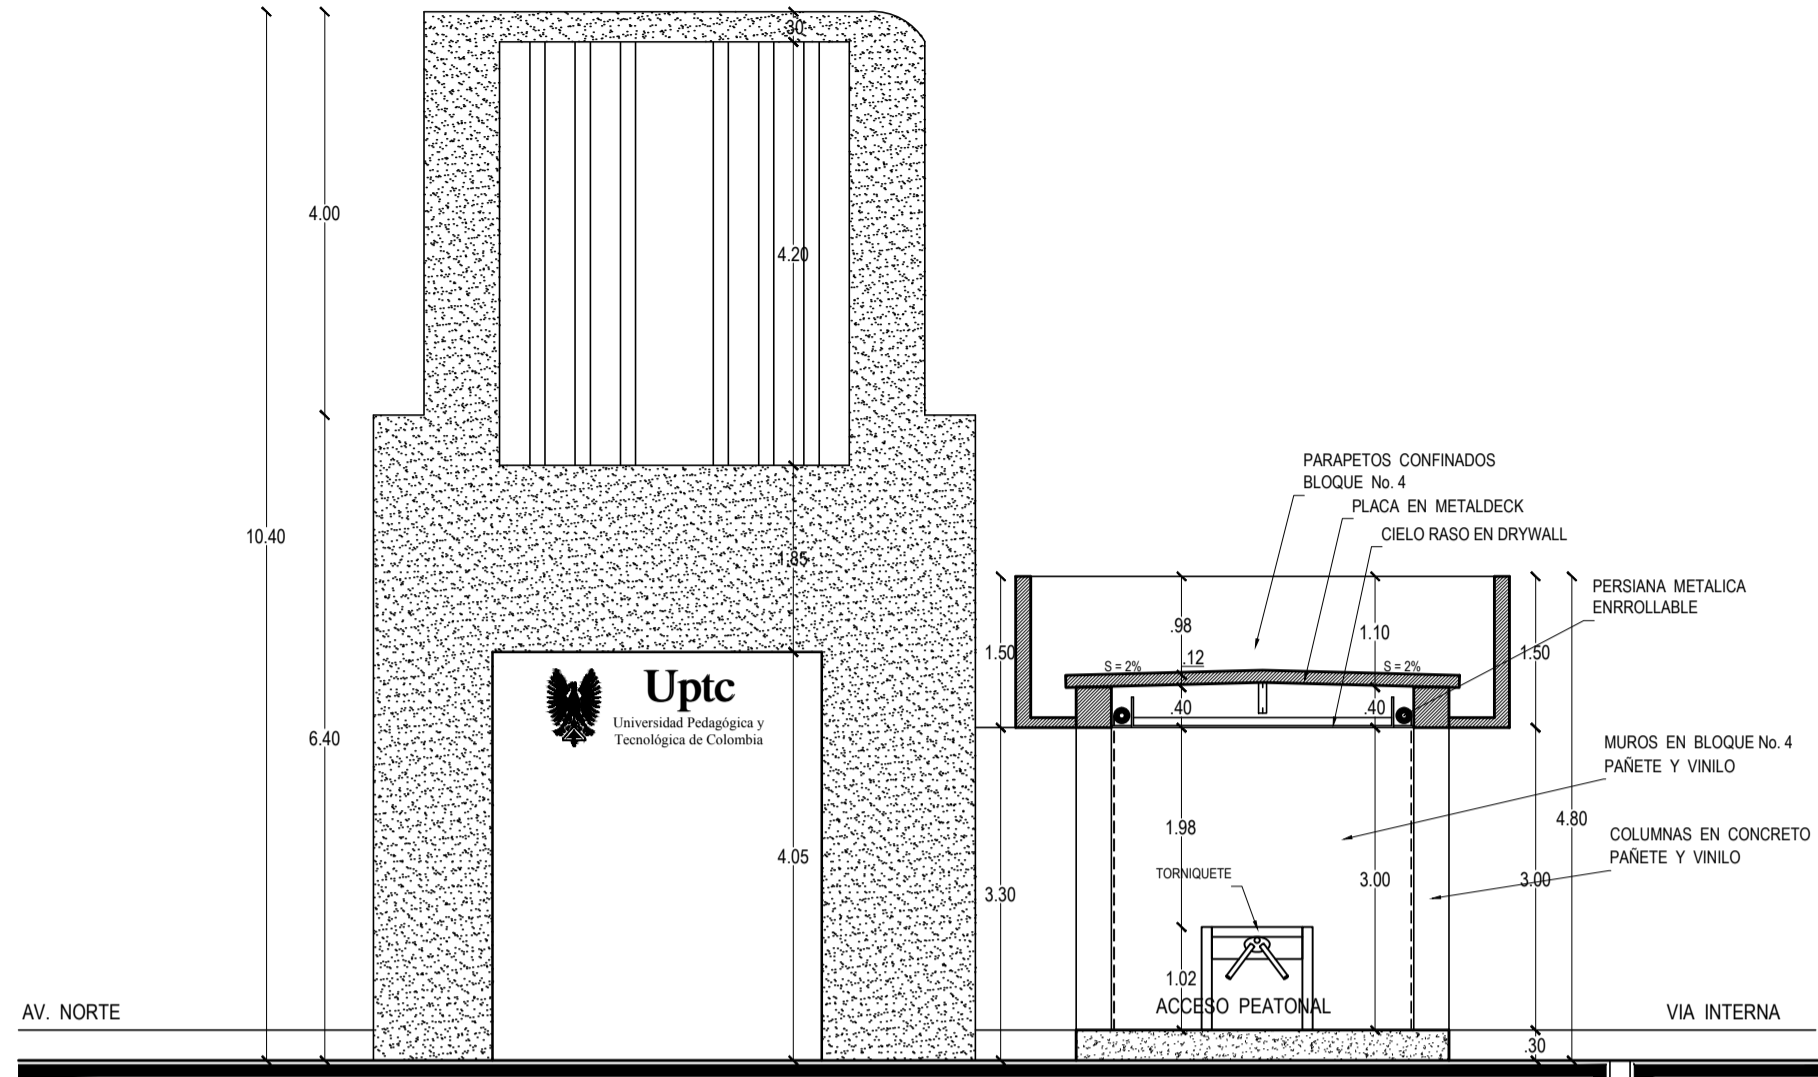 .30
4.00
4.20
10.40
1.85
6.40
4.05
Uptc
Universidad Pedagógica y
Tecnológica de Colombia
PARAPETOS CONFINADOS
BLOQUE No. 4
PLACA EN METALDECK
CIELO RASO EN DRYWALL
PERSIANA METALICA
ENRROLLABLE
.98
1.10
1.50
1.50
.12
S = 2%
S = 2%
.40
.40
MUROS EN BLOQUE No. 4
PAÑETE Y VINILO
COLUMNAS EN CONCRETO
PAÑETE Y VINILO
1.98
4.80
TORNIQUETE
3.00
3.00
3.30
1.02
ACCESO PEATONAL
AV. NORTE
VIA INTERNA
.30